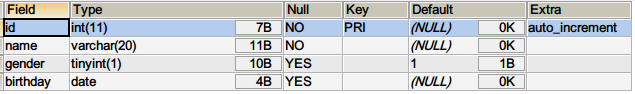 Field Type Null Key Default Extra
id int(11) 7B NO PRI (NULL) 0K auto_increment
name varchar(20) 11B NO (NULL) 0K
gender tinyint(1) 10B YES 1 1B
birthday date 4B YES (NULL) 0K